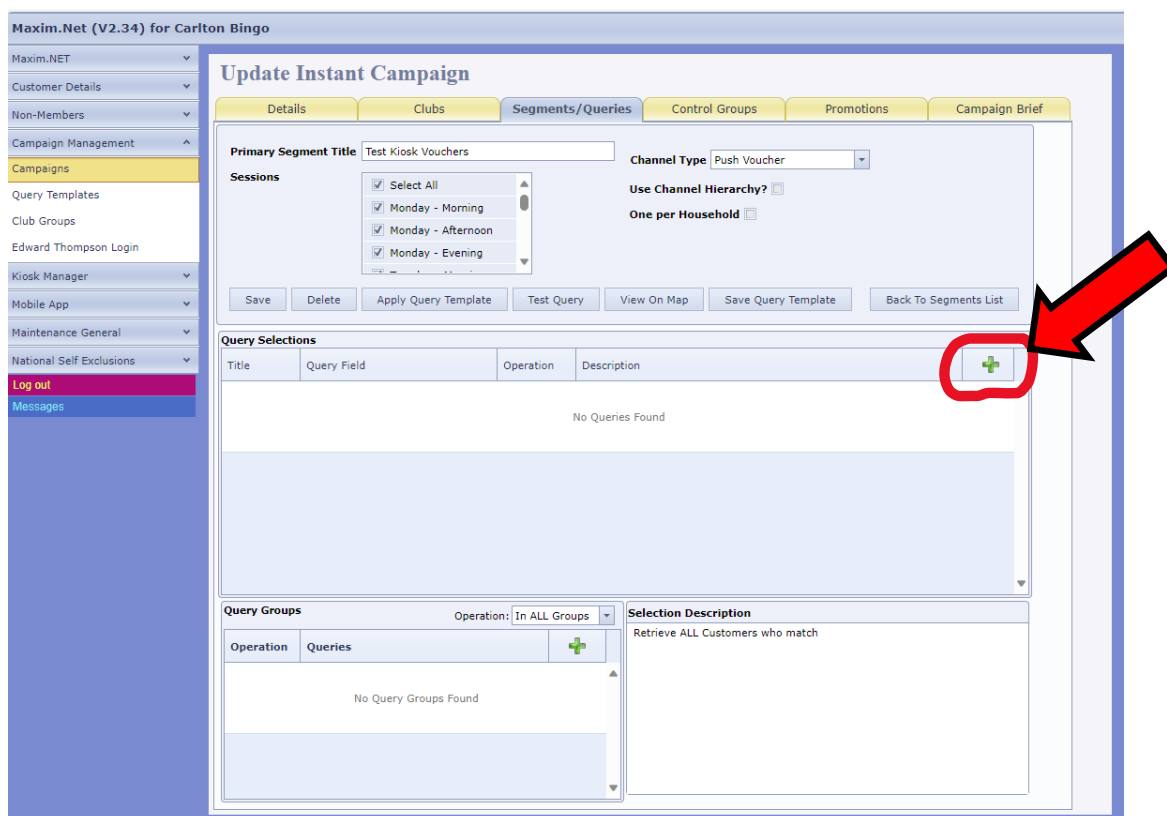 Maxim.Net (V2.34) for Carlton Bingo
Maxim.NET
Customer Details
Non-Members
Campaign Management
Campaigns
Query Templates
Club Groups
Edward Thompson Login
Kiosk Manager
Mobile App
Maintenance General
National Self Exclusions
Log out
Messages
Update Instant Campaign
Details Clubs Segments/Queries Control Groups Promotions Campaign Brief
Primary Segment Title Test Kiosk Vouchers
Channel Type Push Voucher
Sessions
Select All
Monday - Morning
Monday - Afternoon
Monday - Evening
Use Channel Hierarchy?
One per Household
Save Delete Apply Query Template Test Query View On Map Save Query Template Back To Segments List
Query Selections
Title Query Field Operation Description
No Queries Found
Query Groups Operation: In ALL Groups
Operation Queries
No Query Groups Found
Selection Description
Retrieve ALL Customers who match